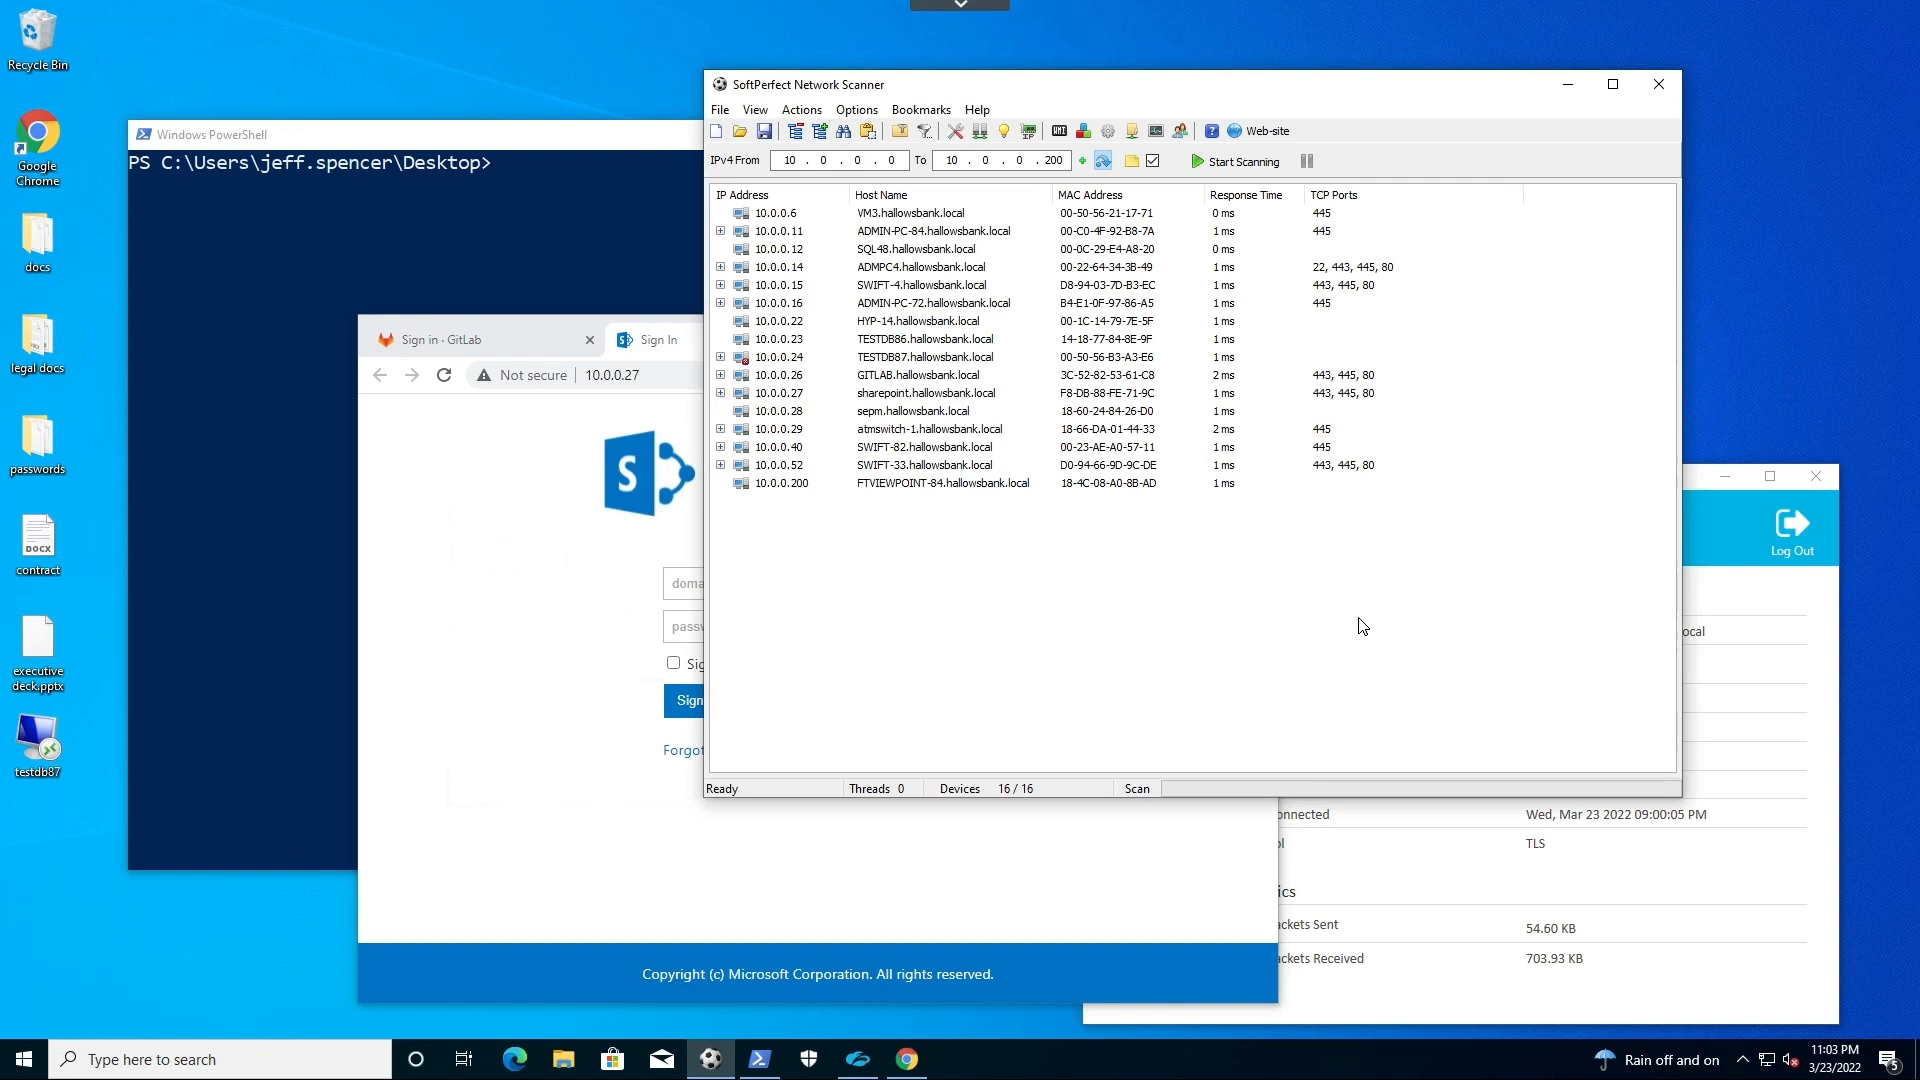 Recycle Bin
Google
Chrome
docs
legal docs
passwords
DOCX
contract
executive
deck.pptx
testdb87
Windows PowerShell
PS C:\Users\jeff.spencer\Desktop>
Sign in · GitLab
Sign In
Not secure
10.0.0.27
S
doma
passv
Sign
Forgot
Copyright (c) Microsoft Corporation. All rights reserved.
SoftPerfect Network Scanner
File View Actions Options Bookmarks Help
Web-site
IPv4 From 10 . 0 . 0 . 0 To 10 . 0 . 0 . 200 Start Scanning
IP Address Host Name MAC Address Response Time TCP Ports
10.0.0.6 VM3.hallowsbank.local 00-50-56-21-17-71 0 ms 445
10.0.0.11 ADMIN-PC-84.hallowsbank.local 00-C0-4F-92-B8-7A 1 ms 445
10.0.0.12 SQL48.hallowsbank.local 00-0C-29-E4-A8-20 0 ms
10.0.0.14 ADMPC4.hallowsbank.local 00-22-64-34-3B-49 1 ms 22, 443, 445, 80
10.0.0.15 SWIFT-4.hallowsbank.local D8-94-03-7D-B3-EC 1 ms 443, 445, 80
10.0.0.16 ADMIN-PC-72.hallowsbank.local B4-E1-0F-97-86-A5 1 ms 445
10.0.0.22 HYP-14.hallowsbank.local 00-1C-14-79-7E-5F 1 ms
10.0.0.23 TESTDB86.hallowsbank.local 14-18-77-84-8E-9F 1 ms
10.0.0.24 TESTDB87.hallowsbank.local 00-50-56-B3-A3-E6 1 ms
10.0.0.26 GITLAB.hallowsbank.local 3C-52-82-53-61-C8 2 ms 443, 445, 80
10.0.0.27 sharepoint.hallowsbank.local F8-DB-88-FE-71-9C 1 ms 443, 445, 80
10.0.0.28 sepm.hallowsbank.local 18-60-24-84-26-D0 1 ms
10.0.0.29 atmswitch-1.hallowsbank.local 18-66-DA-01-44-33 2 ms 445
10.0.0.40 SWIFT-82.hallowsbank.local 00-23-AE-A0-57-11 1 ms 445
10.0.0.52 SWIFT-33.hallowsbank.local D0-94-66-9D-9C-DE 1 ms 443, 445, 80
10.0.0.200 FTVIEWPOINT-84.hallowsbank.local 18-4C-08-A0-8B-AD 1 ms
Ready Threads 0 Devices 16 / 16 Scan
Log Out
ocal
onnected Wed, Mar 23 2022 09:00:05 PM
ol TLS
ics
ackets Sent 54.60 KB
ackets Received 703.93 KB
Type here to search
Rain off and on
11:03 PM
3/23/2022
5